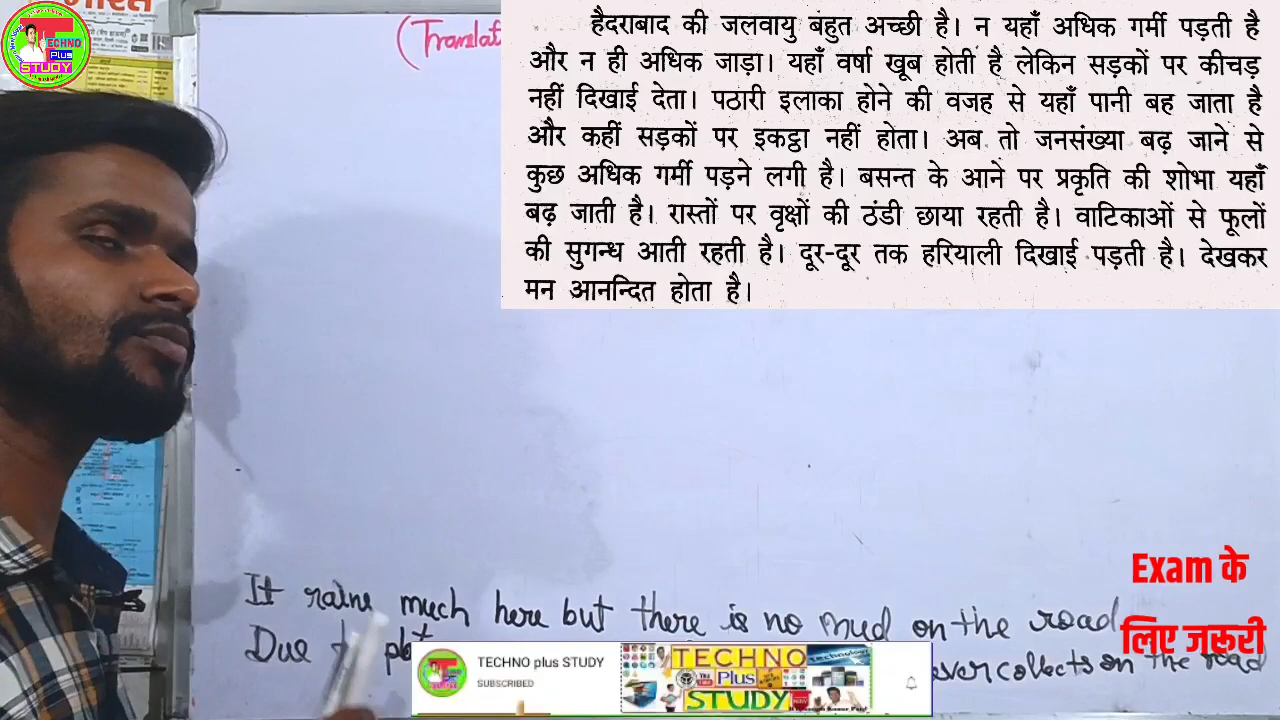 (Translat
हैदराबाद की जलवायु बहुत अच्छी है। न यहाँ अधिक गर्मी पड़ती है
और न ही अधिक जाड़ा। यहाँ वर्षा खूब होती है लेकिन सड़कों पर कीचड़
नहीं दिखाई देता। पठारी इलाका होने की वजह से यहाँ पानी बह जाता है
और कहीं सड़कों पर इकट्ठा नहीं होता। अब तो जनसंख्या बढ़ जाने से
कुछ अधिक गर्मी पड़ने लगी है। बसन्त के आने पर प्रकृति की शोभा यहाँ
बढ़ जाती है। रास्तों पर वृक्षों की ठंडी छाया रहती है। वाटिकाओं से फूलों
की सुगन्ध आती रहती है। दूर-दूर तक हरियाली दिखाई पड़ती है। देखकर
मन आनन्दित होता है।
TECHNO
Plus
STUDY
Exam के
लिए जरूरी
It rains much here but there is no mud on the road
Due collects on the road
TECHNO plus STUDY
SUBSCRIBED
TECHNO
Plus
STUDY